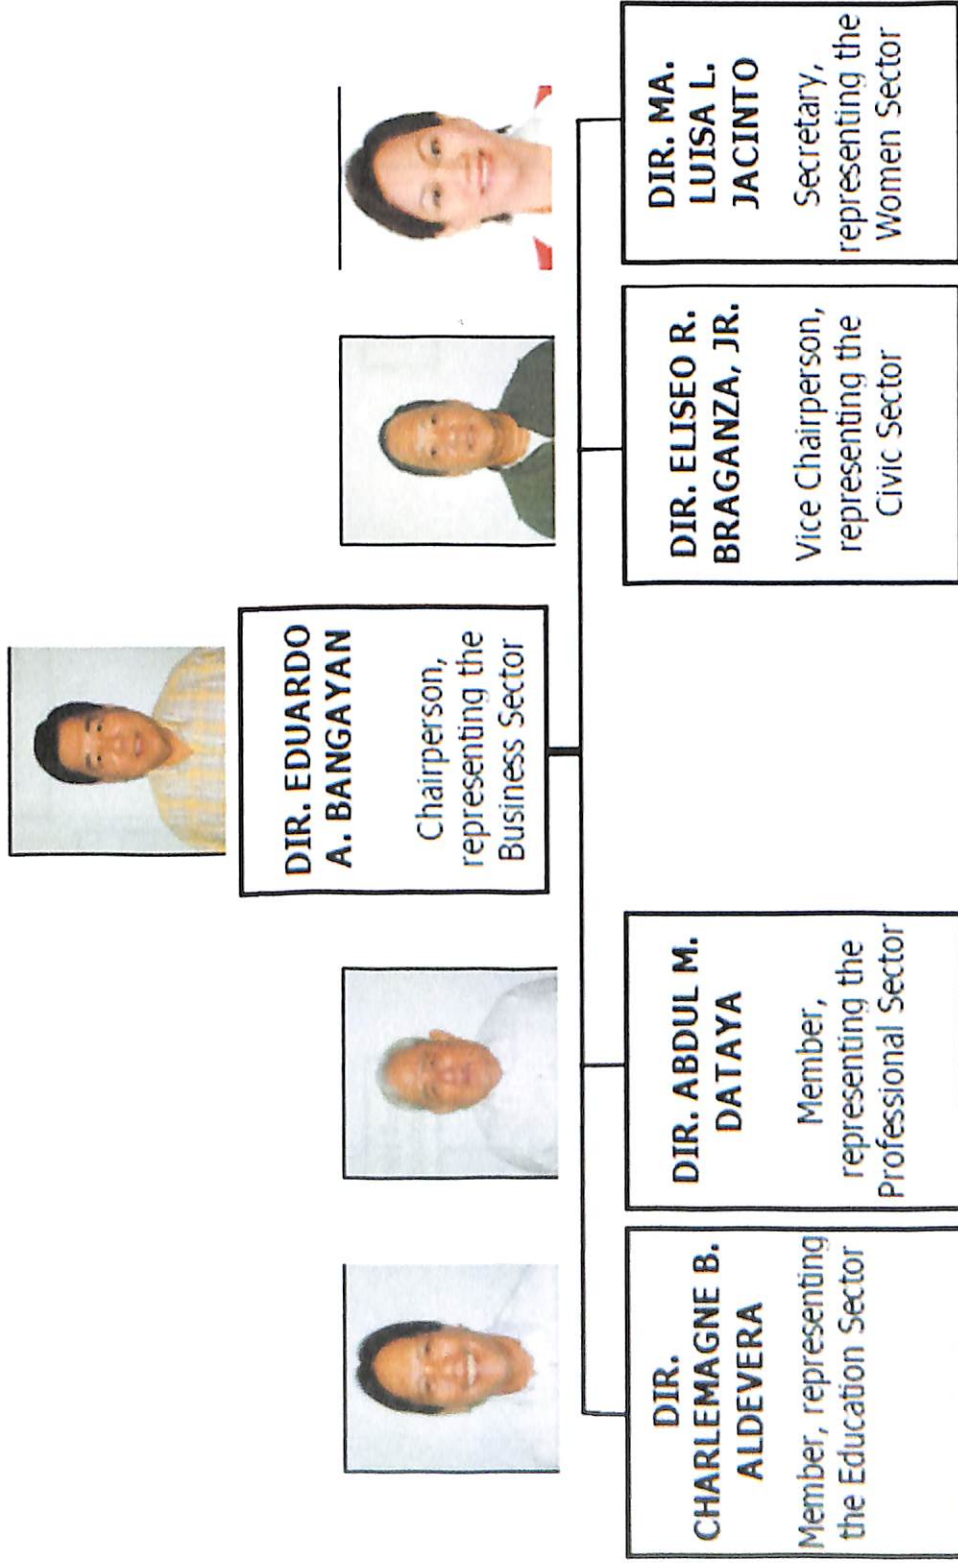 DIR. EDUARDO
A. BANGAYAN
Chairperson,
representing the
Business Sector
DIR.
CHARLEMAGNE B.
ALDEVERA
Member, representing
the Education Sector
DIR. ABDUL M.
DATAYA
Member,
representing the
Professional Sector
DIR. ELISEO R.
BRAGANZA, JR.
Vice Chairperson,
representing the
Civic Sector
DIR. MA.
LUISA L.
JACINTO
Secretary,
representing the
Women Sector